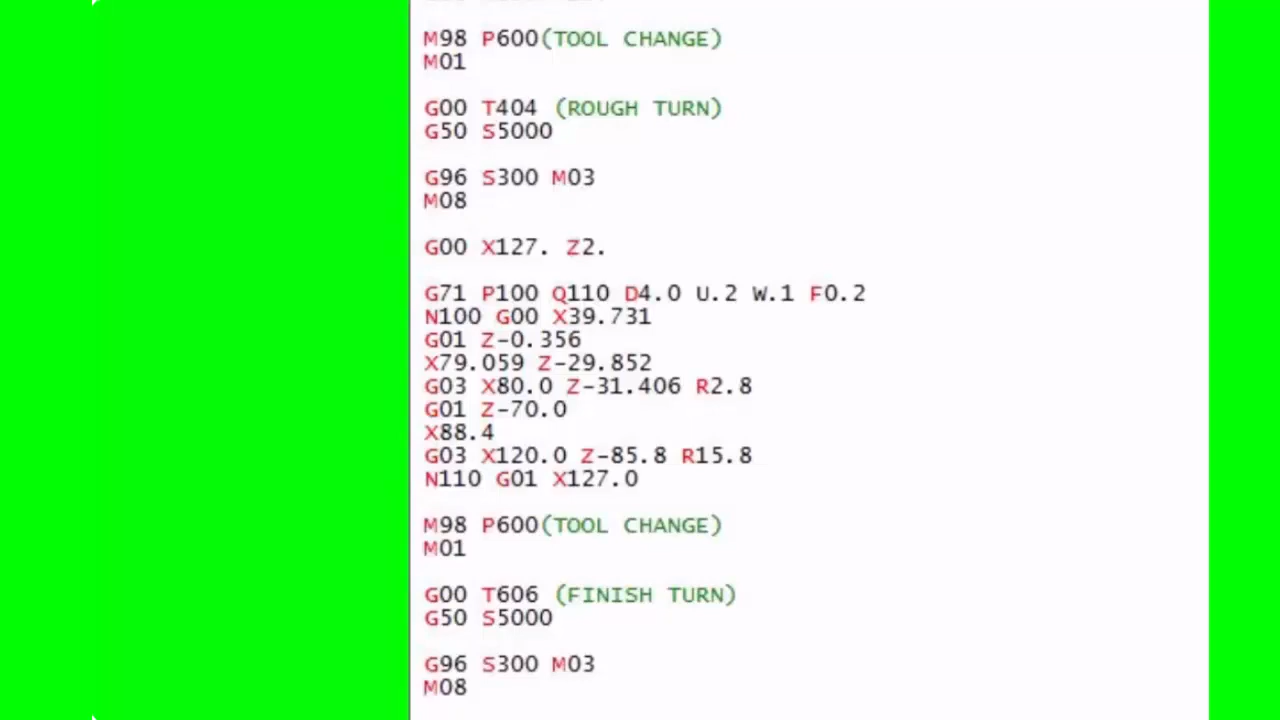 M98 P600(TOOL CHANGE)
M01
G00 T404 (ROUGH TURN)
G50 S5000
G96 S300 M03
M08
G00 X127. Z2.
G71 P100 Q110 D4.0 U.2 W.1 F0.2
N100 G00 X39.731
G01 Z-0.356
X79.059 Z-29.852
G03 X80.0 Z-31.406 R2.8
G01 Z-70.0
X88.4
G03 X120.0 Z-85.8 R15.8
N110 G01 X127.0
M98 P600(TOOL CHANGE)
M01
G00 T606 (FINISH TURN)
G50 S5000
G96 S300 M03
M08